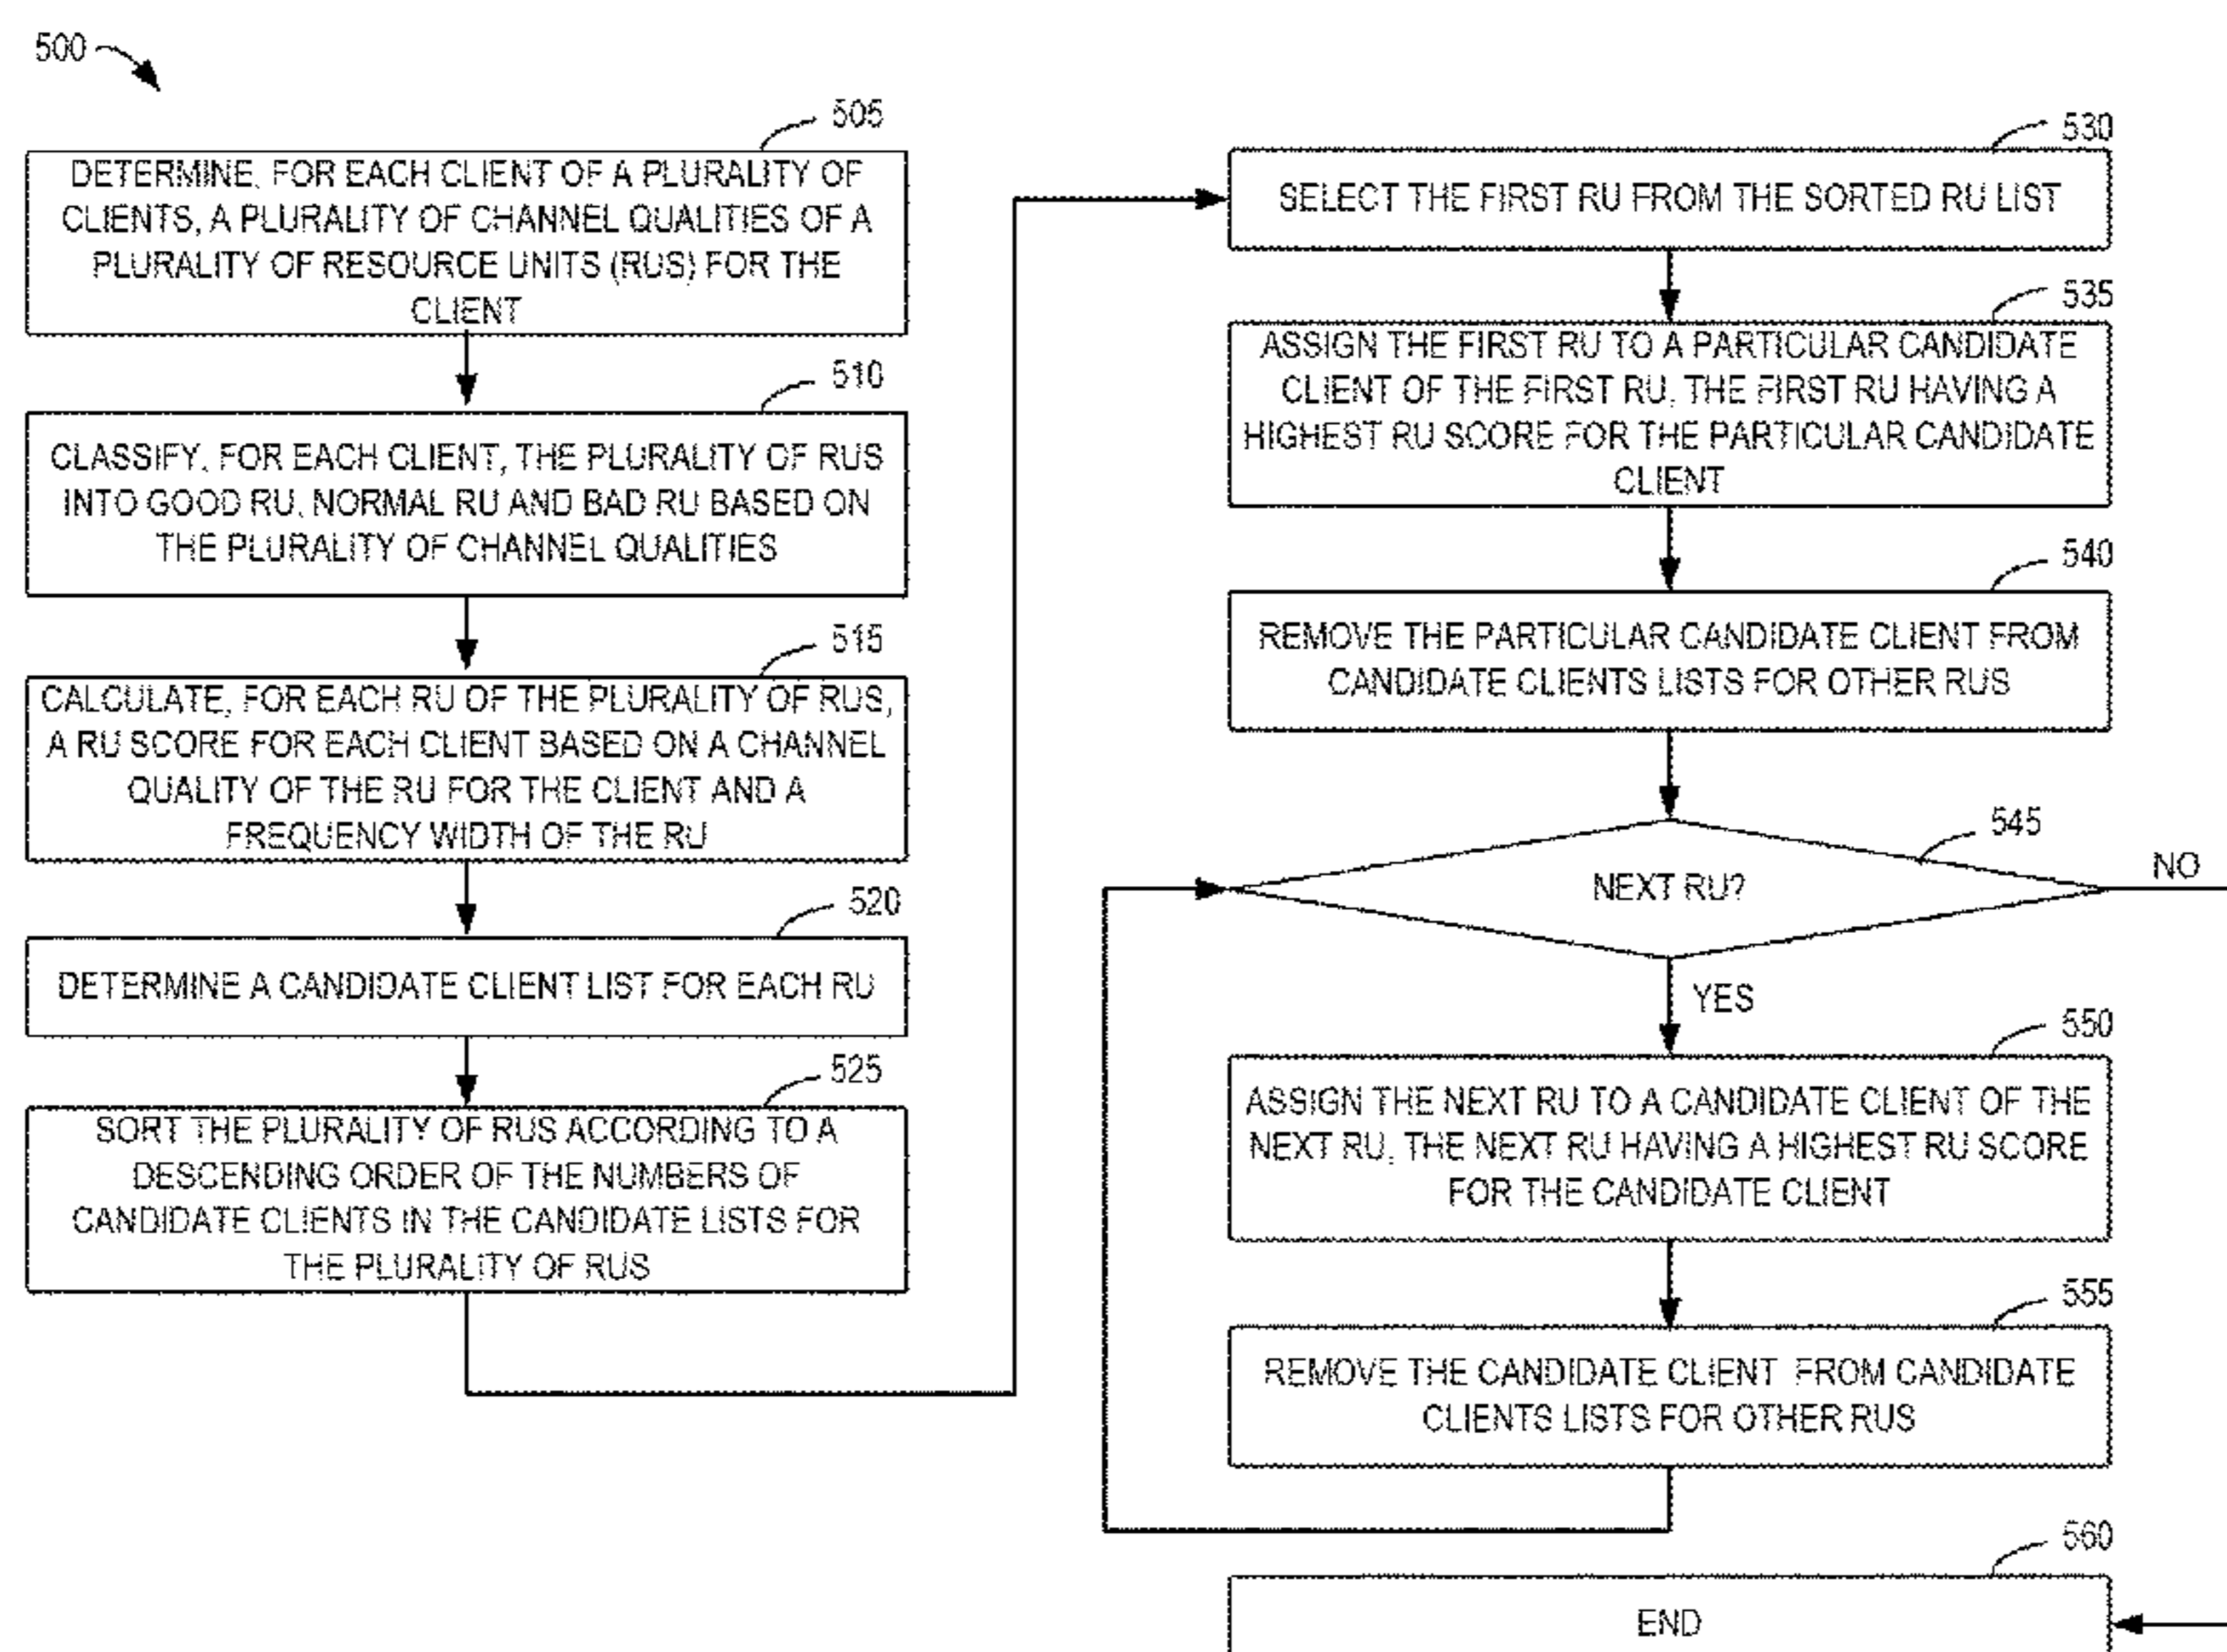 500
505
DETERMINE, FOR EACH CLIENT OF A PLURALITY OF
CLIENTS, A PLURALITY OF CHANNEL QUALITIES OF A
PLURALITY OF RESOURCE UNITS (RUS) FOR THE
CLIENT
510
CLASSIFY, FOR EACH CLIENT, THE PLURALITY OF RUS
INTO GOOD RU, NORMAL RU AND BAD RU BASED ON
THE PLURALITY OF CHANNEL QUALITIES
515
CALCULATE, FOR EACH RU OF THE PLURALITY OF RUS,
A RU SCORE FOR EACH CLIENT BASED ON A CHANNEL
QUALITY OF THE RU FOR THE CLIENT AND A
FREQUENCY WIDTH OF THE RU
520
DETERMINE A CANDIDATE CLIENT LIST FOR EACH RU
525
SORT THE PLURALITY OF RUS ACCORDING TO A
DESCENDING ORDER OF THE NUMBERS OF
CANDIDATE CLIENTS IN THE CANDIDATE LISTS FOR
THE PLURALITY OF RUS
530
SELECT THE FIRST RU FROM THE SORTED RU LIST
535
ASSIGN THE FIRST RU TO A PARTICULAR CANDIDATE
CLIENT OF THE FIRST RU, THE FIRST RU HAVING A
HIGHEST RU SCORE FOR THE PARTICULAR CANDIDATE
CLIENT
540
REMOVE THE PARTICULAR CANDIDATE CLIENT FROM
CANDIDATE CLIENTS LISTS FOR OTHER RUS
545
NEXT RU?
NO
YES
550
ASSIGN THE NEXT RU TO A CANDIDATE CLIENT OF THE
NEXT RU, THE NEXT RU HAVING A HIGHEST RU SCORE
FOR THE CANDIDATE CLIENT
555
REMOVE THE CANDIDATE CLIENT FROM CANDIDATE
CLIENTS LISTS FOR OTHER RUS
560
END